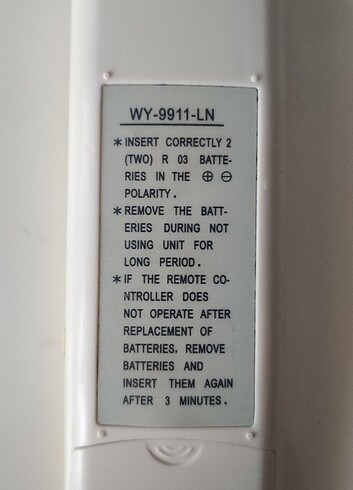 WY-9911-LN
* INSERT CORRECTLY 2
(TWO) R 03 BATTE-
RIES IN THE ⊕ ⊖
POLARITY.
* REMOVE THE BATT-
ERIES DURING NOT
USING UNIT FOR
LONG PERIOD.
* IF THE REMOTE CO-
NTROLLER DOES
NOT OPERATE AFTER
REPLACEMENT OF
BATTERIES, REMOVE
BATTERIES AND
INSERT THEM AGAIN
AFTER 3 MINUTES.